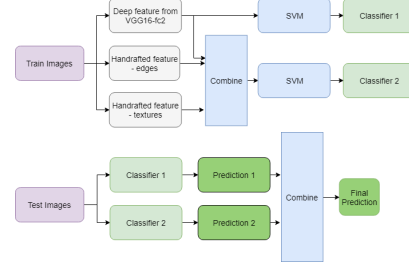 Deep feature from
VGG16-fc2
SVM
Classifier 1
Train Images
Handrafted feature
- edges
Combine
SVM
Classifier 2
Handrafted feature
- textures
Test Images
Classifier 1
Prediction 1
Combine
Final
Prediction
Classifier 2
Prediction 2